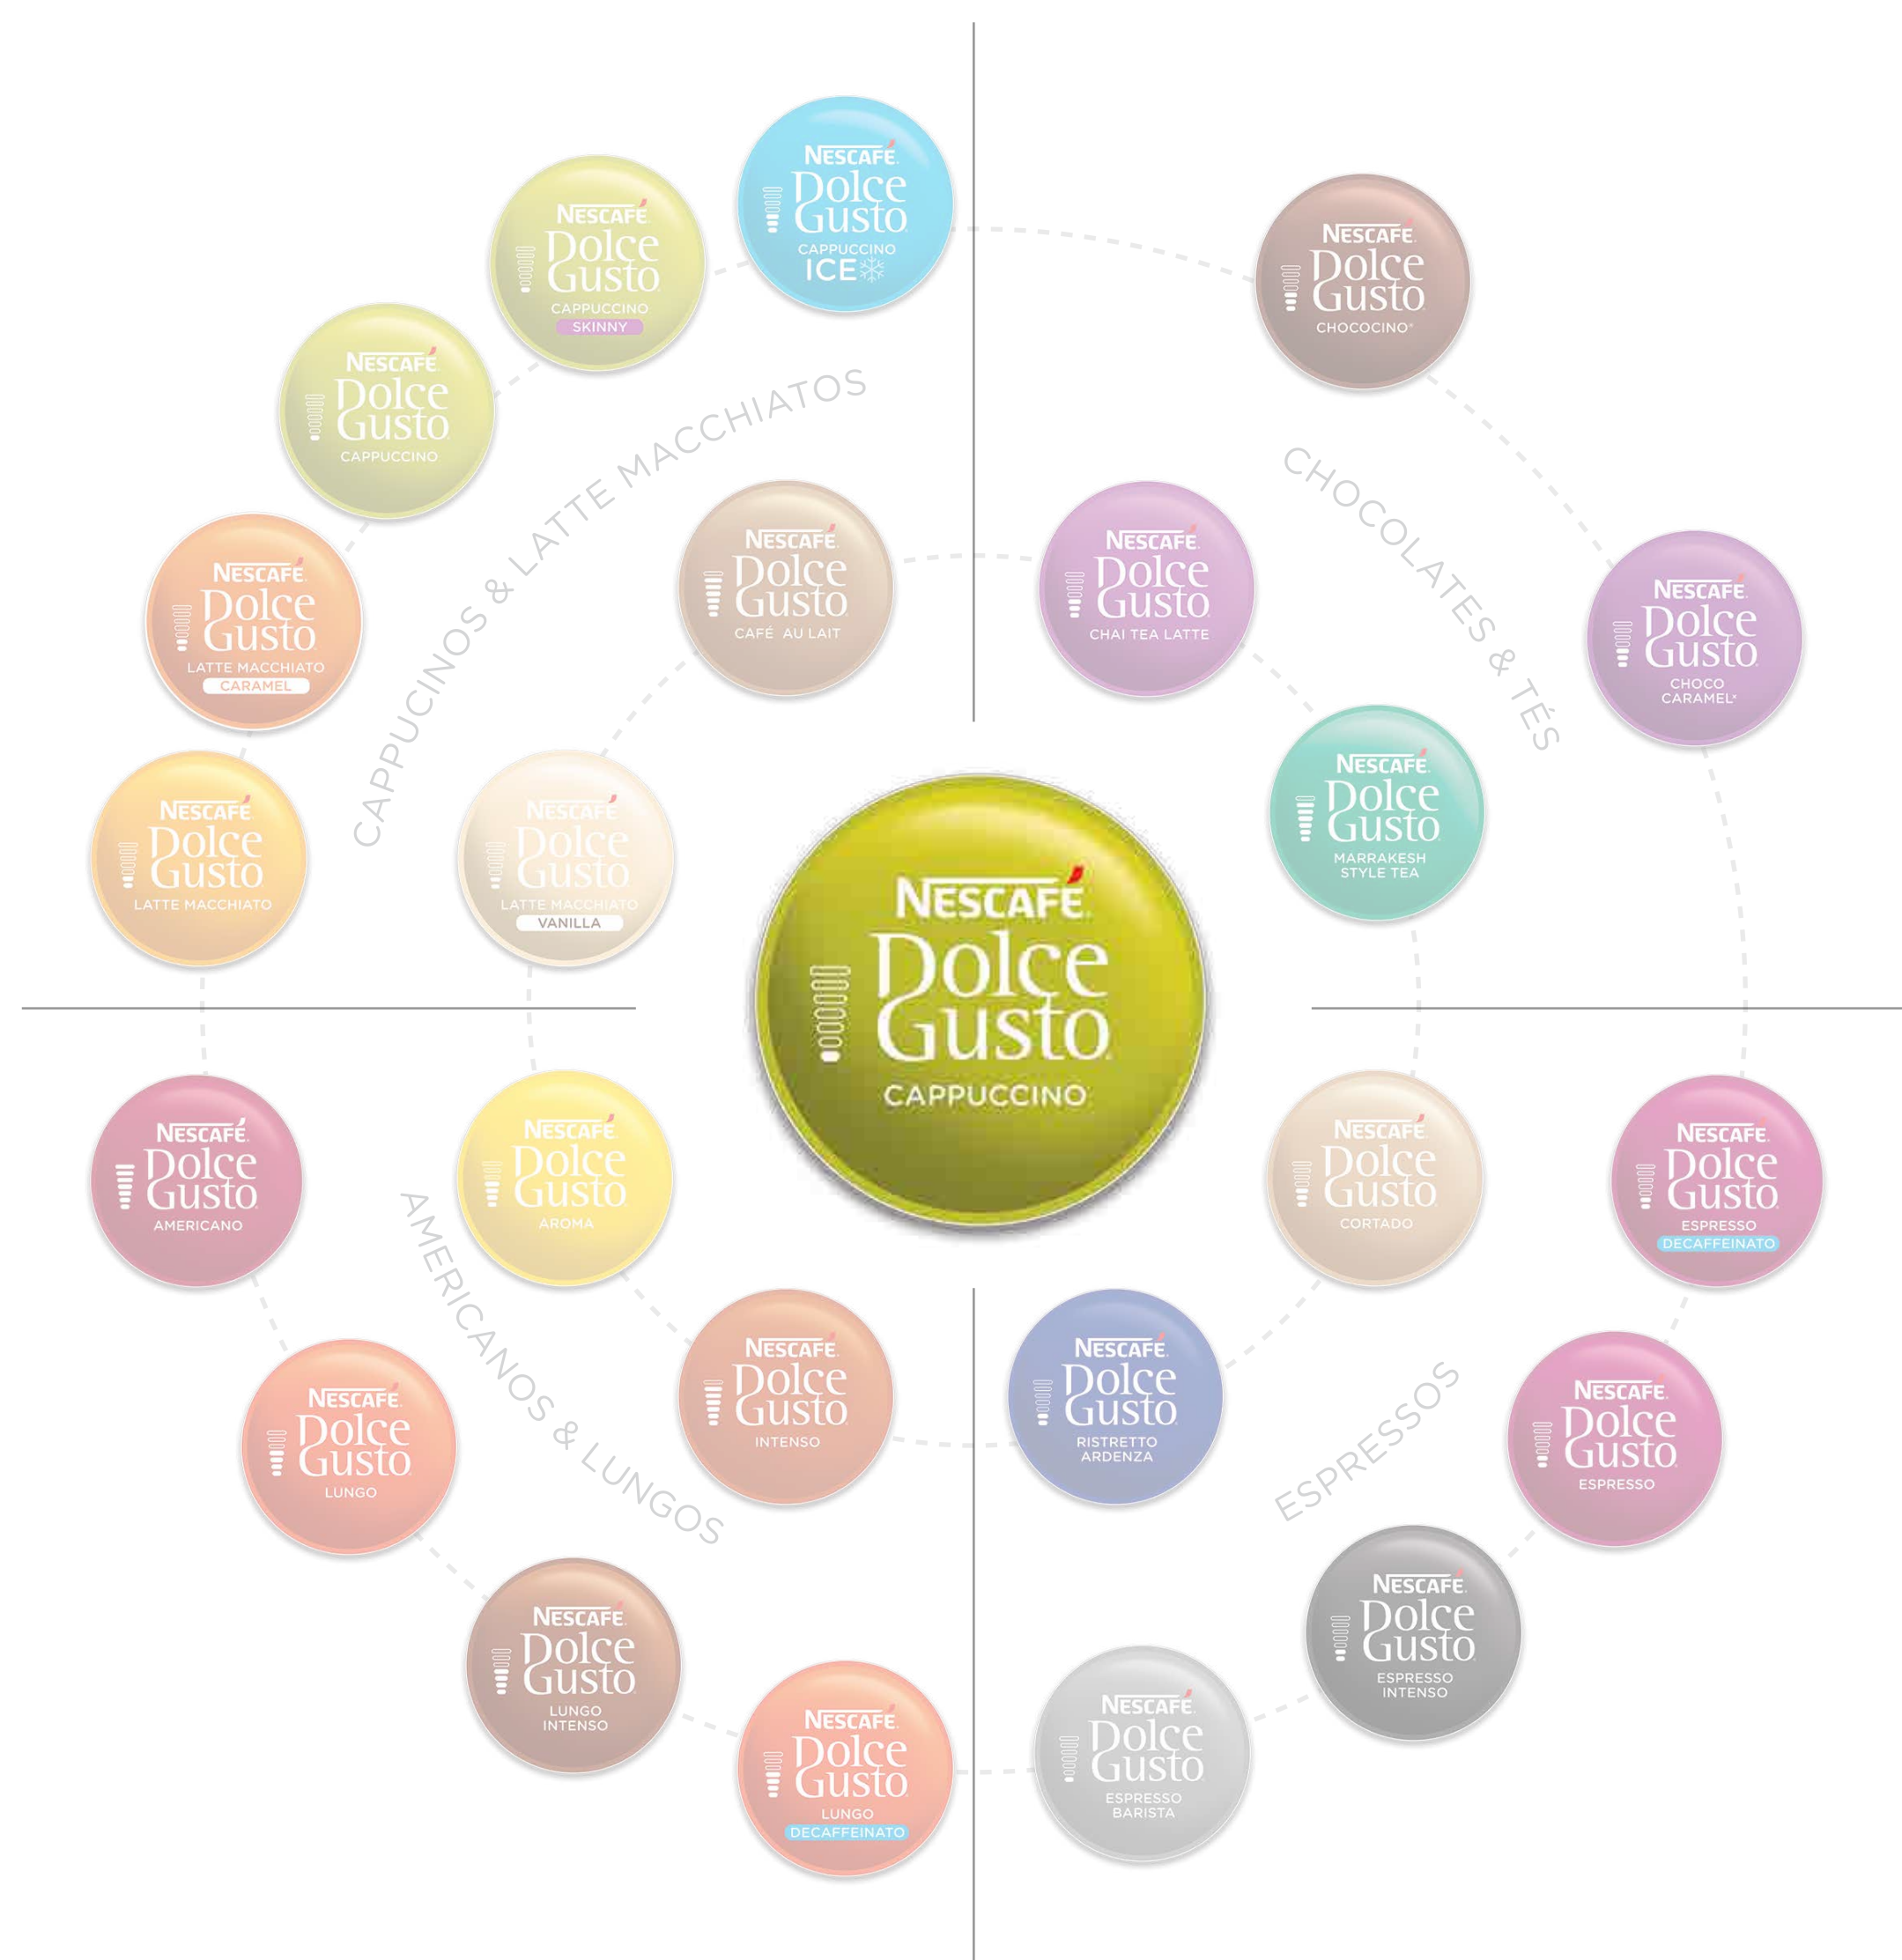 NESCAFÉ
Dolce
Gusto
CAPPUCCINO
ICE
NESCAFÉ
Dolce
Gusto
CAPPUCCINO
SKINNY
NESCAFÉ
Dolce
Gusto
CAPPUCCINO
NESCAFÉ
Dolce
Gusto
LATTE MACCHIATO
CARAMEL
NESCAFÉ
Dolce
Gusto
LATTE MACCHIATO
CAPPUCINOS & LATTE MACCHIATOS
NESCAFÉ
Dolce
Gusto
CAFÉ AU LAIT
NESCAFÉ
Dolce
Gusto
LATTE MACCHIATO
VANILLA
NESCAFÉ
Dolce
Gusto
CHOCOCINO®
CHOCOLATES & TÉS
NESCAFÉ
Dolce
Gusto
CHOCO
CARAMEL*
NESCAFÉ
Dolce
Gusto
CHAI TEA LATTE
NESCAFÉ
Dolce
Gusto
MARRAKESH
STYLE TEA
NESCAFÉ
Dolce
Gusto
CAPPUCCINO
NESCAFÉ
Dolce
Gusto
AMERICANO
NESCAFÉ
Dolce
Gusto
AROMA
AMERICANOS & LUNGOS
NESCAFÉ
Dolce
Gusto
INTENSO
NESCAFÉ
Dolce
Gusto
LUNGO
NESCAFÉ
Dolce
Gusto
LUNGO
INTENSO
NESCAFÉ
Dolce
Gusto
LUNGO
DECAFFEINATO
NESCAFÉ
Dolce
Gusto
CORTADO
NESCAFÉ
Dolce
Gusto
ESPRESSO
DECAFFEINATO
NESCAFÉ
Dolce
Gusto
RISTRETTO
ARDENZA
ESPRESSOS
NESCAFÉ
Dolce
Gusto
ESPRESSO
NESCAFÉ
Dolce
Gusto
ESPRESSO
INTENSO
NESCAFÉ
Dolce
Gusto
ESPRESSO
BARISTA